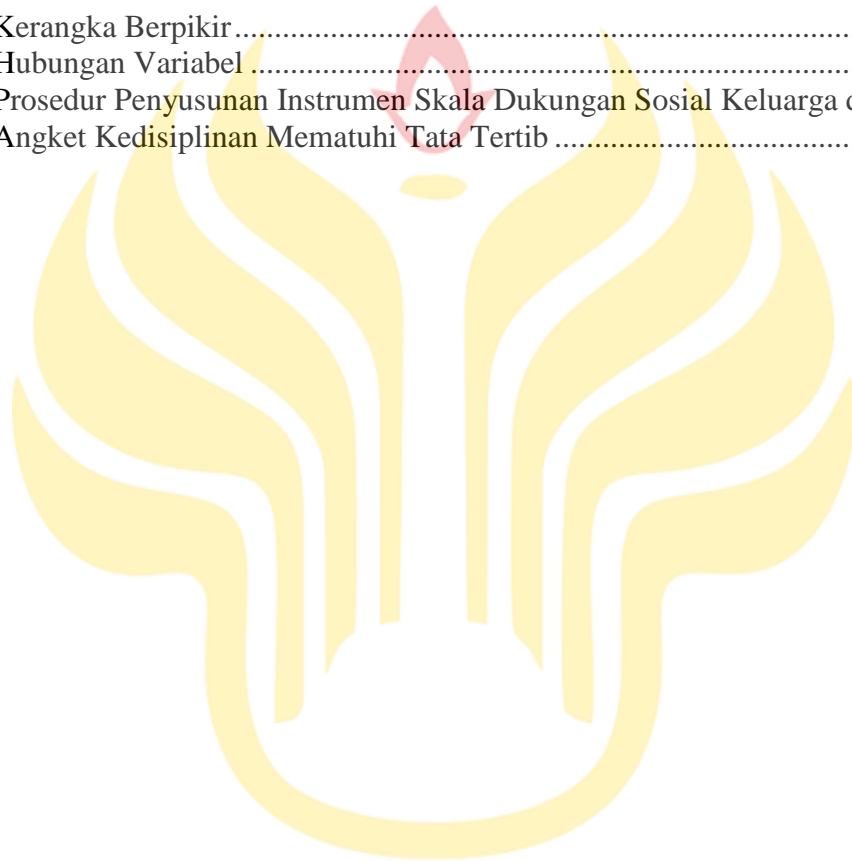 Kerangka Berpikir....................................................................................
Hubungan Variabel ..................................................................................
Prosedur Penyusunan Instrumen Skala Dukungan Sosial Keluarga
Angket Kedisiplinan Mematuhi Tata Tertib .........................................